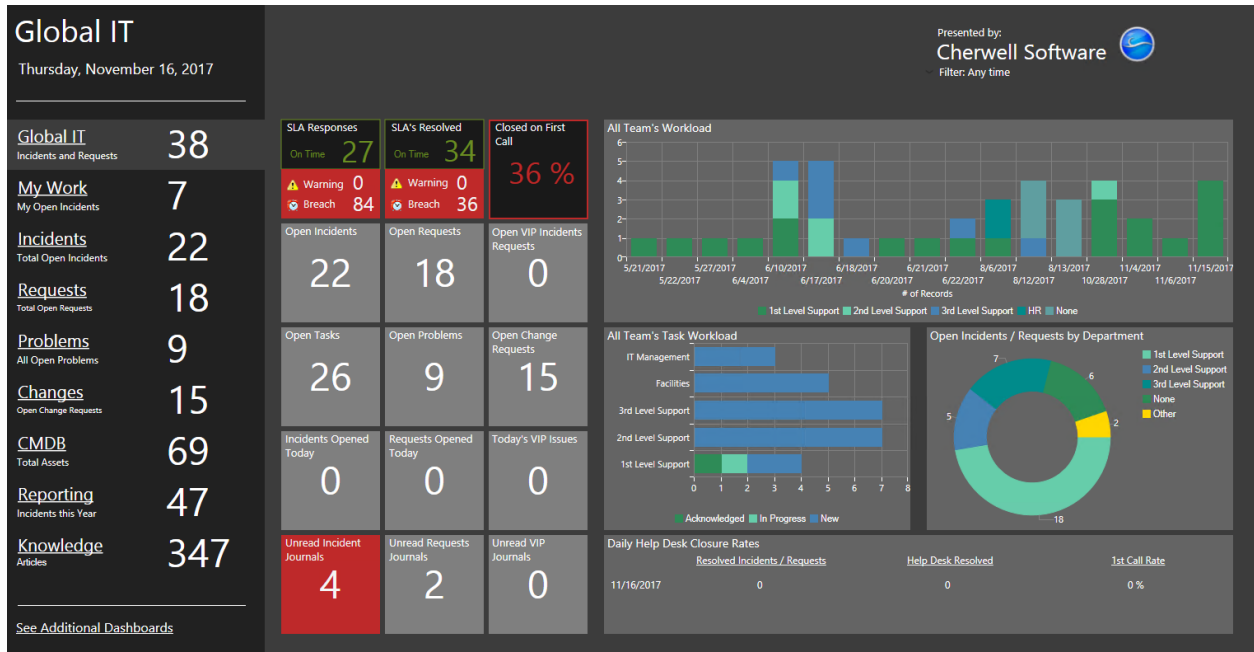 Global IT
Thursday, November 16, 2017
Presented by:
Cherwell Software
Filter: Any time
Global IT 38
Incidents and Requests
My Work 7
My Open Incidents
Incidents 22
Total Open Incidents
Requests 18
Total Open Requests
Problems 9
All Open Problems
Changes 15
Open Change Requests
CMDB 69
Total Assets
Reporting 47
Incidents this Year
Knowledge 347
Articles
See Additional Dashboards
SLA Responses
On Time 27
Warning 0
Breach 84
SLA's Resolved
On Time 34
Warning 0
Breach 36
Closed on First
Call
36 %
Open Incidents
22
Open Requests
18
Open VIP Incidents
Requests
0
Open Tasks
26
Open Problems
9
Open Change
Requests
15
Incidents Opened
Today
0
Requests Opened
Today
0
Today's VIP Issues
0
Unread Incident
Journals
4
Unread Requests
Journals
2
Unread VIP
Journals
0
All Team's Workload
6
5
4
3
2
1
0
5/21/2017 5/27/2017 6/10/2017 6/18/2017 6/21/2017 8/6/2017 8/13/2017 11/4/2017 11/15/2017
5/22/2017 6/4/2017 6/17/2017 6/20/2017 6/22/2017 8/12/2017 10/28/2017 11/6/2017
# of Records
1st Level Support 2nd Level Support 3rd Level Support HR None
All Team's Task Workload
IT Management
Facilities
3rd Level Support
2nd Level Support
1st Level Support
0 1 2 3 4 5 6 7 8
Acknowledged In Progress New
Open Incidents / Requests by Department
7
6
5
2
18
1st Level Support
2nd Level Support
3rd Level Support
None
Other
Daily Help Desk Closure Rates
Resolved Incidents / Requests Help Desk Resolved 1st Call Rate
11/16/2017 0 0 0 %